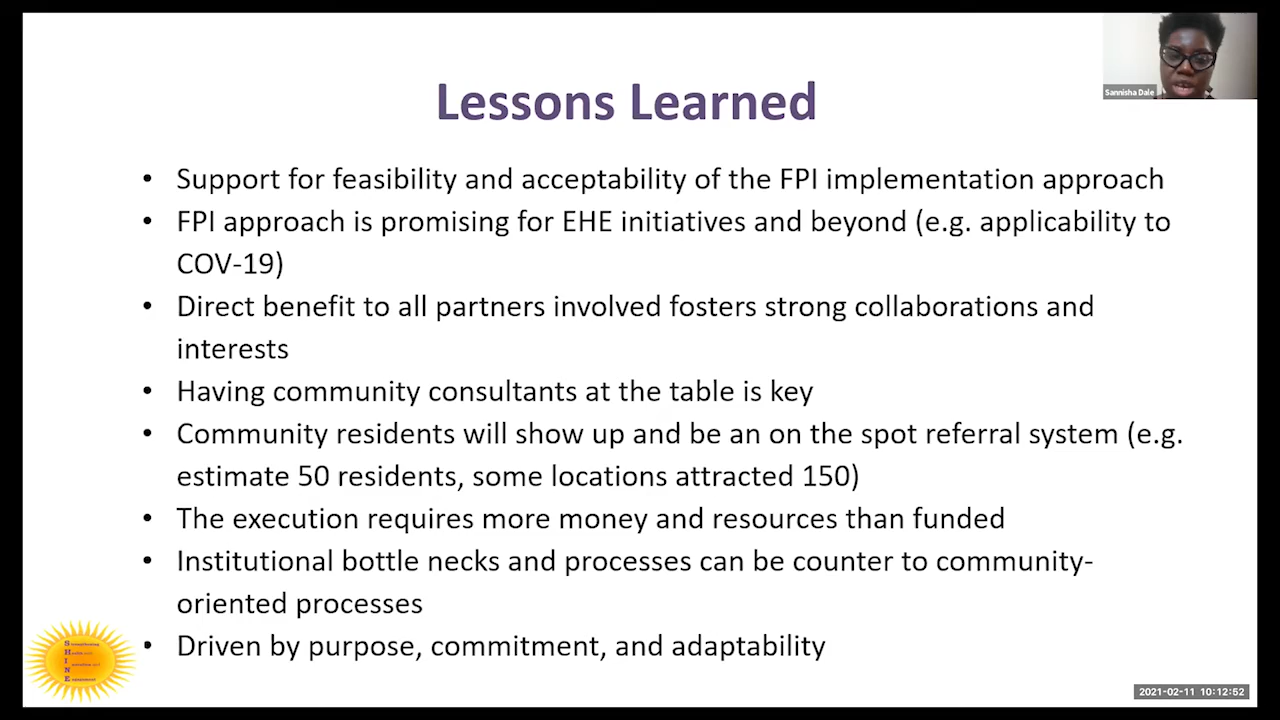 Sannisha Dale
Lessons Learned
• Support for feasibility and acceptability of the FPI implementation approach
• FPI approach is promising for EHE initiatives and beyond (e.g. applicability to
COV-19)
• Direct benefit to all partners involved fosters strong collaborations and
interests
• Having community consultants at the table is key
• Community residents will show up and be an on the spot referral system (e.g.
estimate 50 residents, some locations attracted 150)
• The execution requires more money and resources than funded
• Institutional bottle necks and processes can be counter to community-
oriented processes
• Driven by purpose, commitment, and adaptability
S
H
I
N
E
2021-02-11 10:12:52